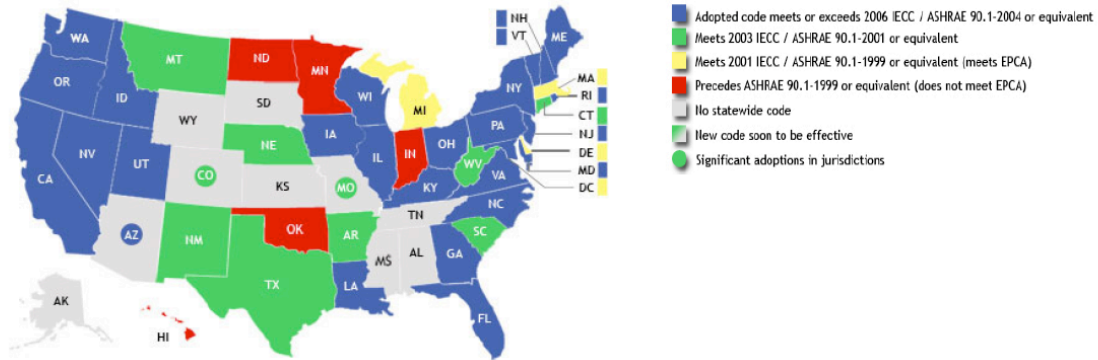 WA
OR
ID
MT
ND
MN
SD
WY
NV
UT
CA
AZ
CO
NM
NE
KS
OK
TX
IA
MO
AR
LA
WI
IL
IN
MI
OH
KY
TN
MS
AL
GA
FL
SC
NC
VA
WV
PA
NY
ME
NH
VT
MA
RI
CT
NJ
DE
MD
DC
AK
HI
Adopted code meets or exceeds 2006 IECC / ASHRAE 90.1-2004 or equivalent
Meets 2003 IECC / ASHRAE 90.1-2001 or equivalent
Meets 2001 IECC / ASHRAE 90.1-1999 or equivalent (meets EPCA)
Precedes ASHRAE 90.1-1999 or equivalent (does not meet EPCA)
No statewide code
New code soon to be effective
Significant adoptions in jurisdictions